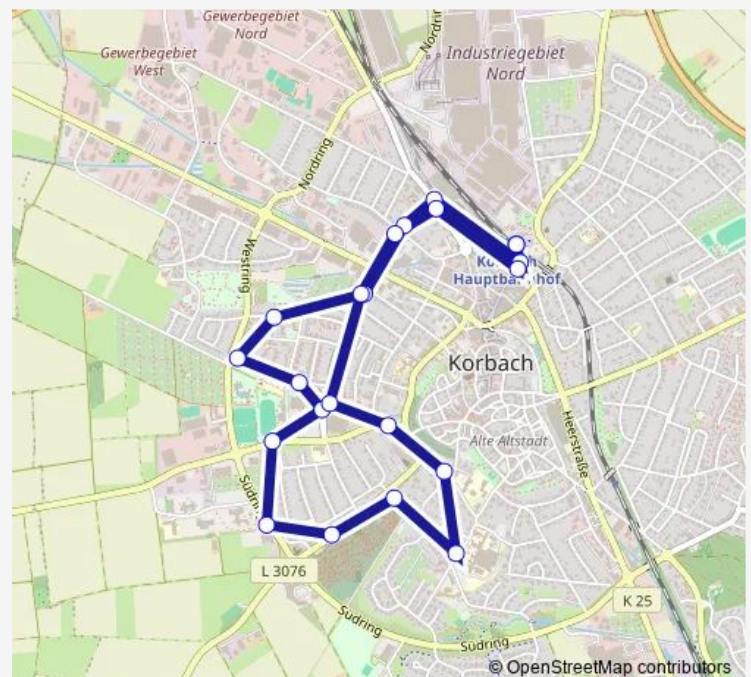 Gewerbegebiet
Nord
Nordring
Industriegebiet
Nord
Gewerbegebiet
West
Nordring
Westring
Hauptbahnhof
Korbach
Alte Altstadt
Heerstraße
Südring
L 3076
K 25
Südring
Südring
© OpenStreetMap contributors